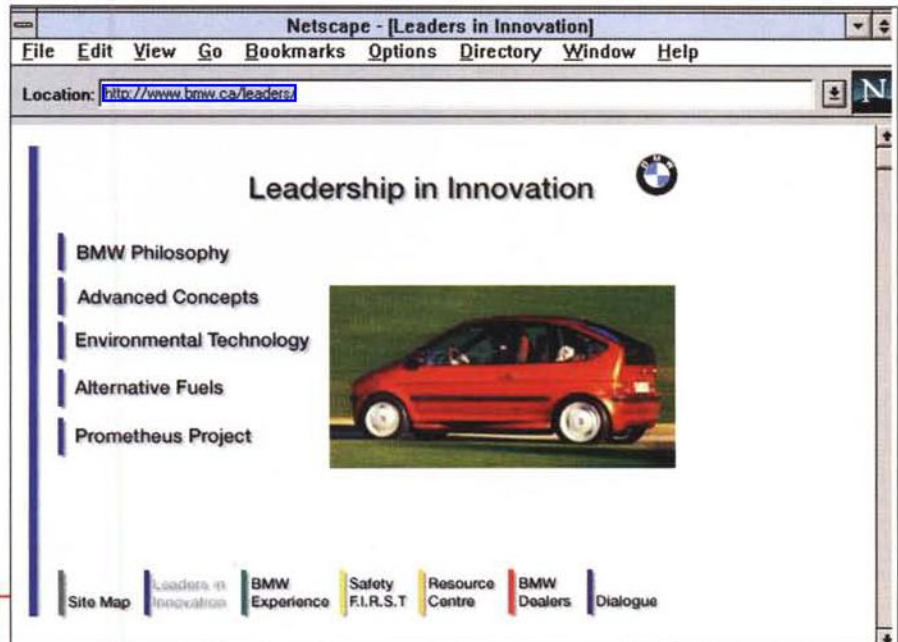 Netscape - [Leaders in Innovation]
File Edit View Go Bookmarks Options Directory Window Help
Location: http://www.bmw.ca/leaders/
N
Leadership in Innovation
BMW
BMW Philosophy
Advanced Concepts
Environmental Technology
Alternative Fuels
Prometheus Project
Site Map
Leaders in
Innovation
BMW
Experience
Safety
F.I.R.S.T
Resource
Centre
BMW
Dealers
Dialogue